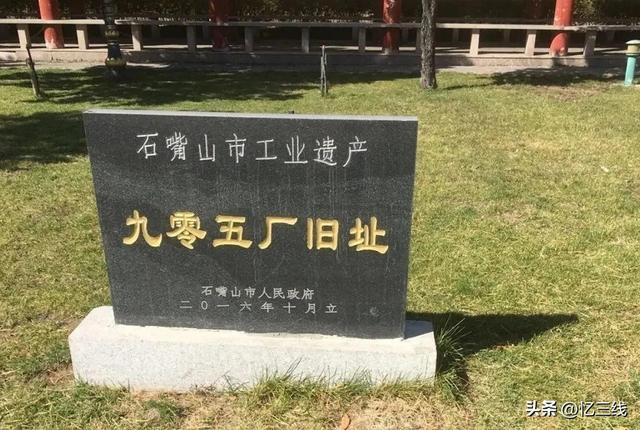 石嘴山市工业遗产
九零五厂旧址
石嘴山市人民政府
二〇一六年十月立
头条 @忆三线